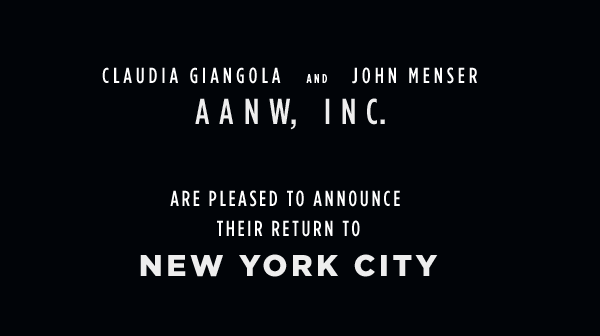 CLAUDIA GIANGOLA AND JOHN MENSER
AANW, INC.
ARE PLEASED TO ANNOUNCE
THEIR RETURN TO
NEW YORK CITY